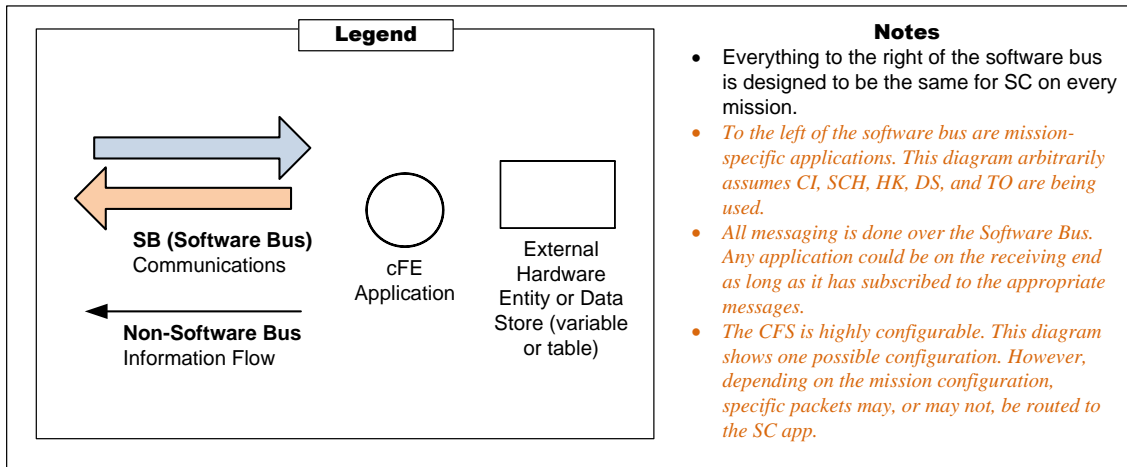 Legend
SB (Software Bus)
Communications
Non-Software Bus
Information Flow
cFE
Application
External
Hardware
Entity or Data
Store (variable
or table)
Notes
• Everything to the right of the software bus
is designed to be the same for SC on every
mission.
• To the left of the software bus are mission-
specific applications. This diagram arbitrarily
assumes CI, SCH, HK, DS, and TO are being
used.
• All messaging is done over the Software Bus.
Any application could be on the receiving end
as long as it has subscribed to the appropriate
messages.
• The CFS is highly configurable. This diagram
shows one possible configuration. However,
depending on the mission configuration,
specific packets may, or may not, be routed to
the SC app.